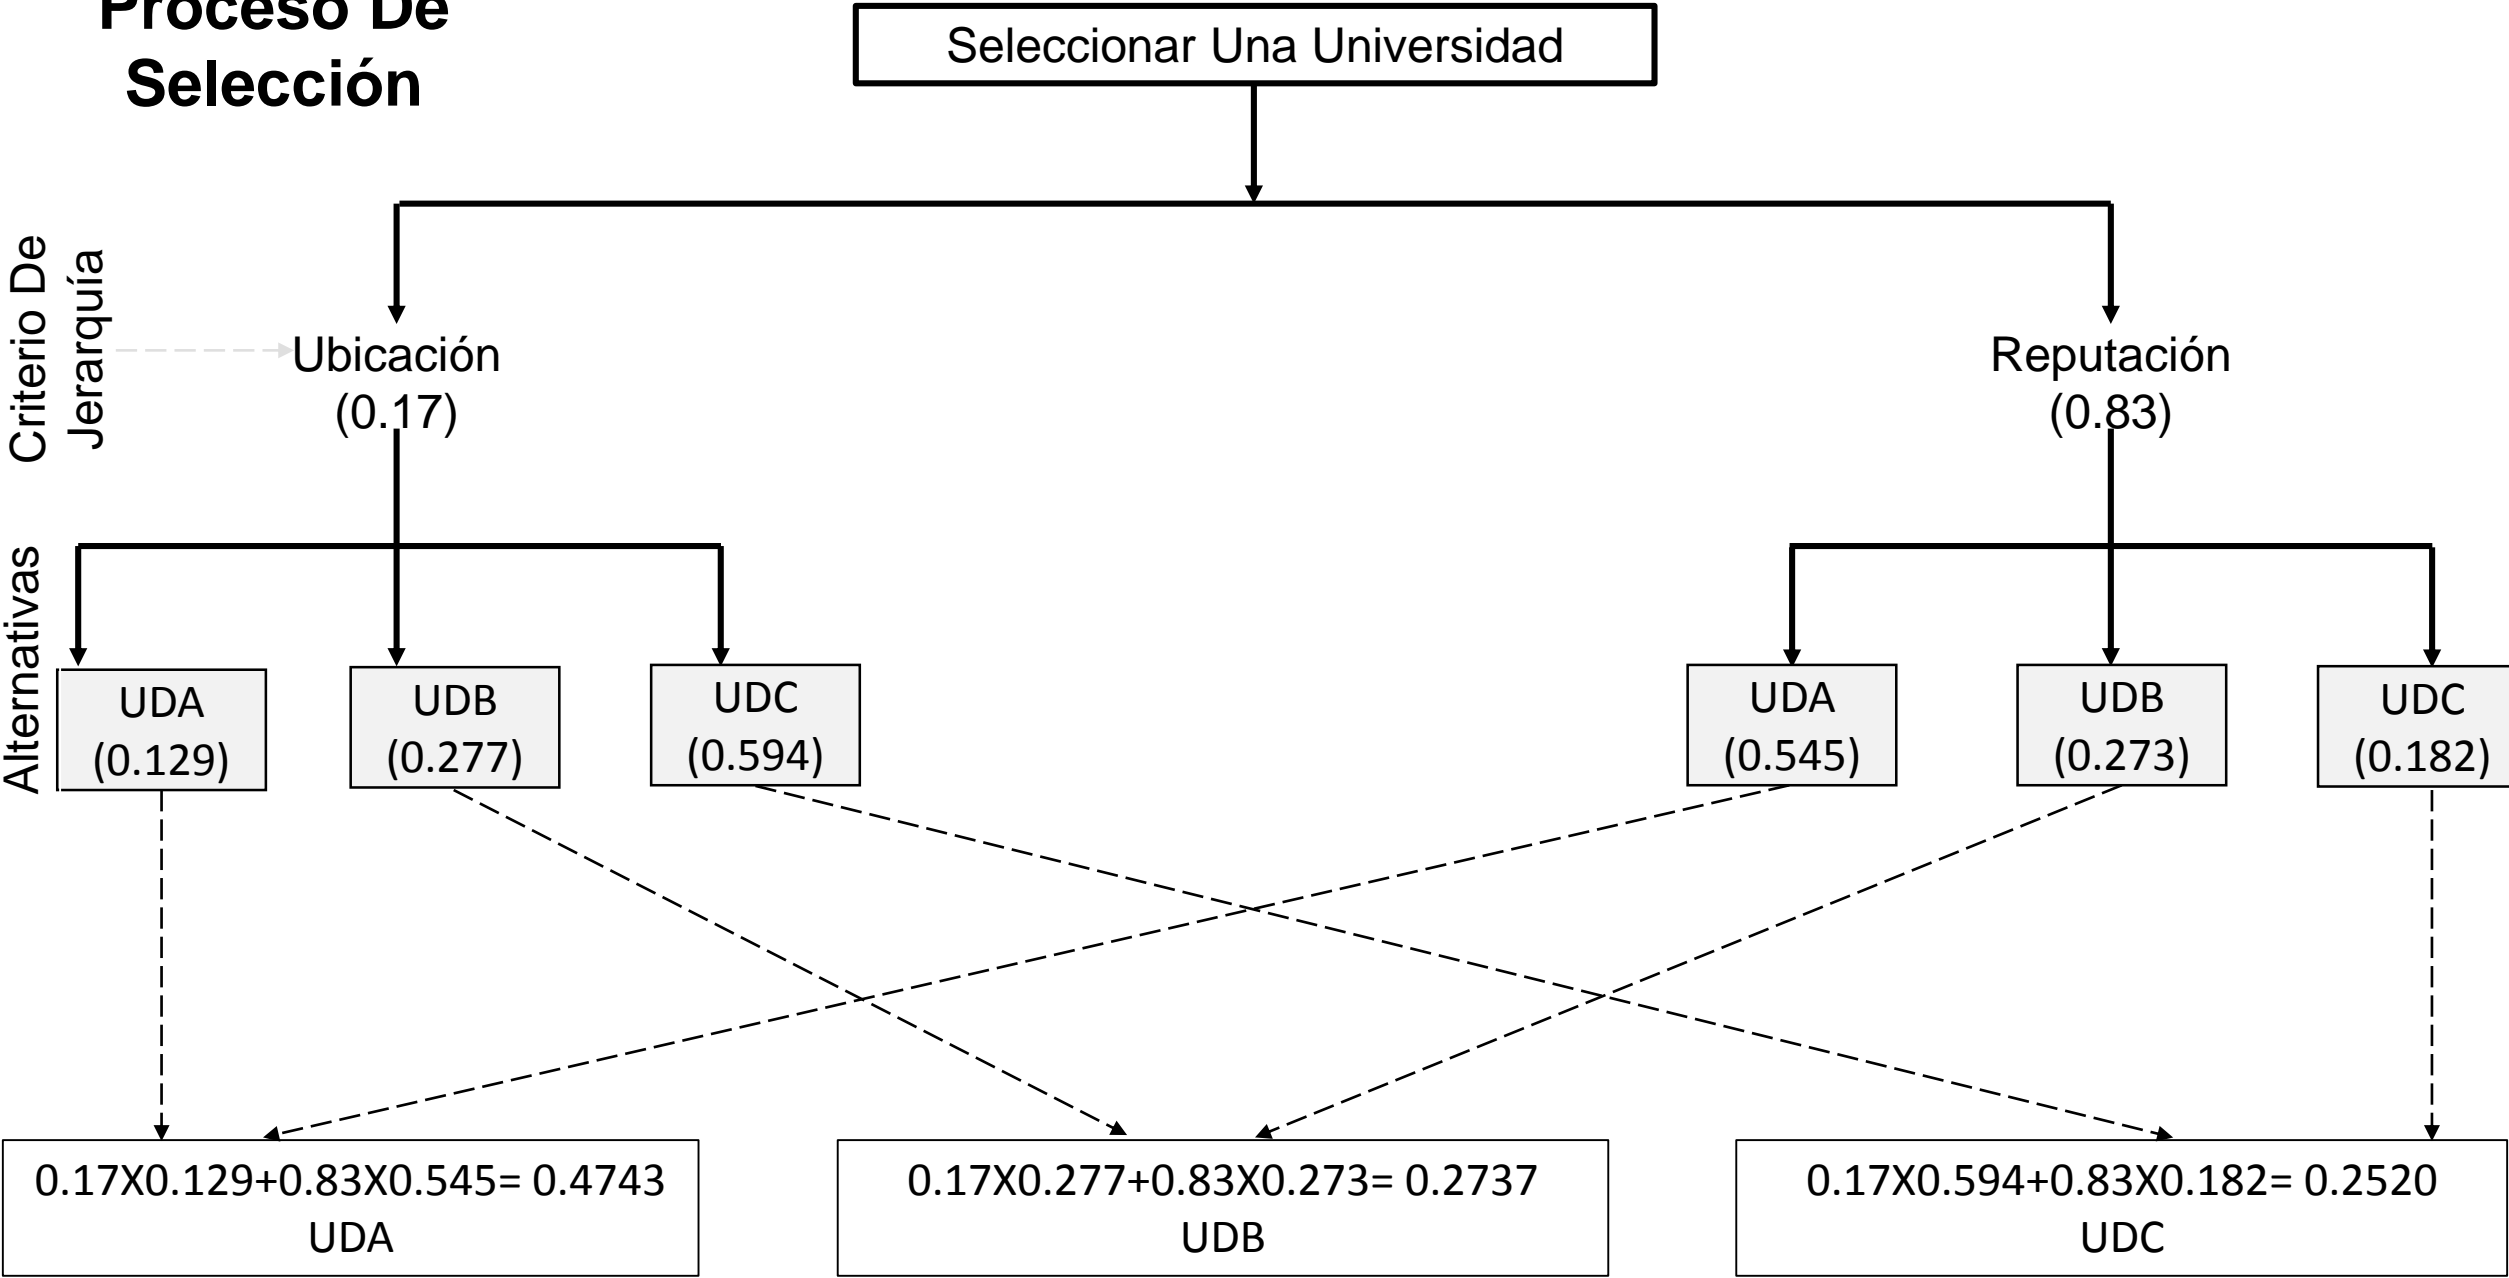 Proceso De
Selección
Seleccionar Una Universidad
Criterio De
Jerarquía
Ubicación
(0.17)
Reputación
(0.83)
Alternativas
UDA
(0.129)
UDB
(0.277)
UDC
(0.594)
UDA
(0.545)
UDB
(0.273)
UDC
(0.182)
0.17X0.129+0.83X0.545= 0.4743
UDA
0.17X0.277+0.83X0.273= 0.2737
UDB
0.17X0.594+0.83X0.182= 0.2520
UDC